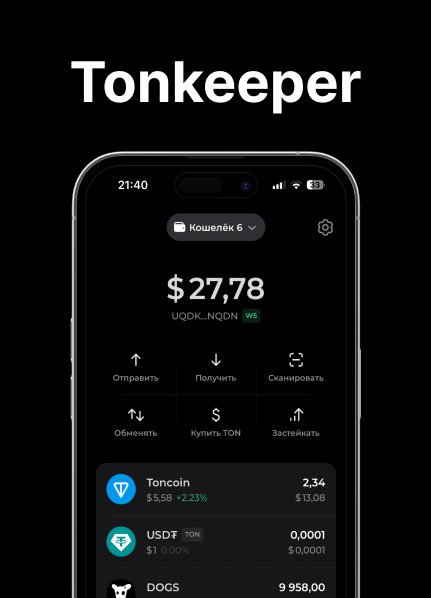 Tonkeeper
21:40
33
Кошелёк 6
$27,78
UQDK...NQDN W5
Отправить Получить Сканировать
Обменять Купить TON Застейкать
Toncoin 2,34
$5,58 +2.23% $13,08
USD₮ TON 0,0001
$1 0.00% $0,0001
DOGS 9 958,00